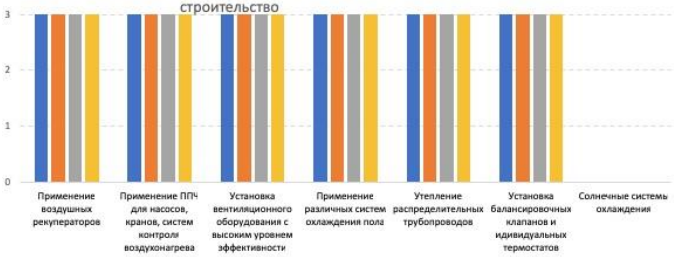 строительство
3
2
1
0
Применение
воздушных
рекуператоров
Применение ППЧ
для насосов,
кранов, систем
контроля
воздухонагрева
Установка
вентиляционного
оборудования с
высоким уровнем
эффективности
Применение
различных систем
охлаждения пола
Утепление
распределительных
трубопроводов
Установка
балансировочных
клапанов и
идивидуальных
термостатов
Солнечные системы
охлаждения